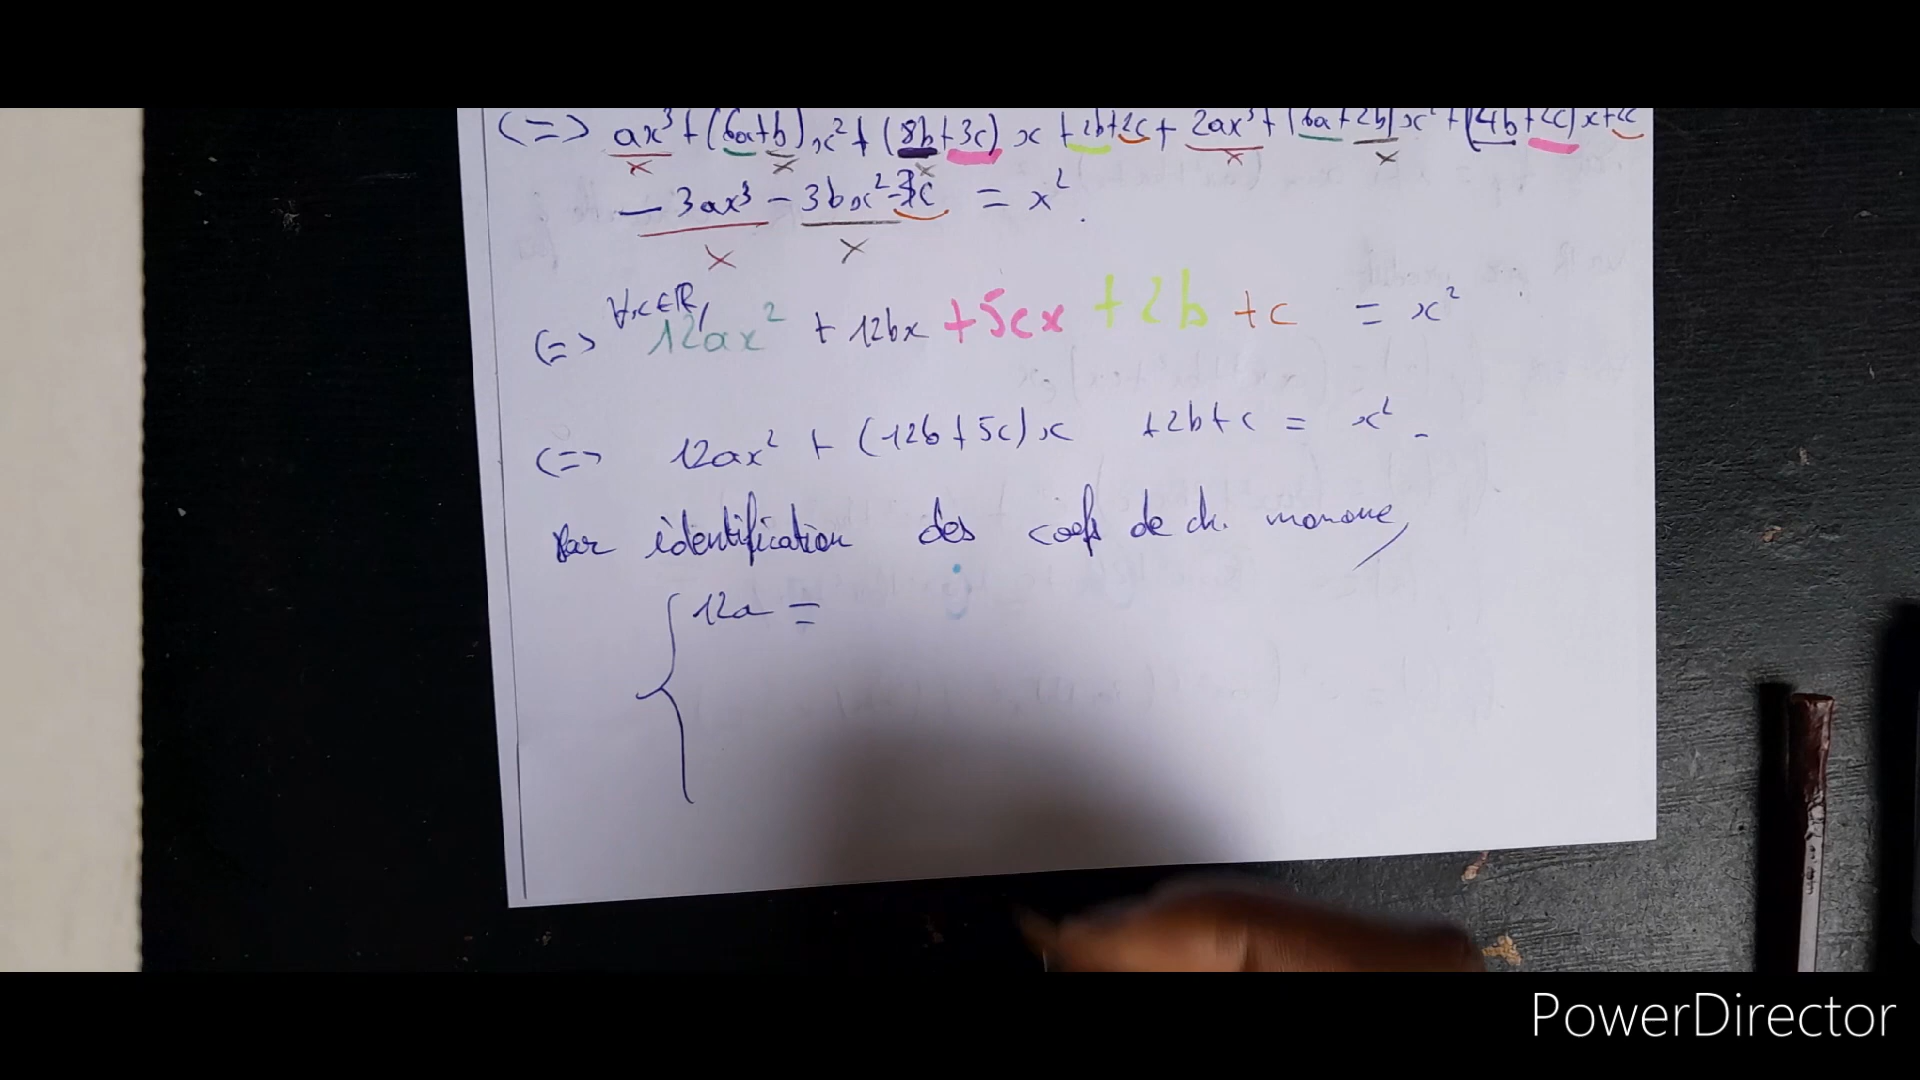 (=> ax³ + (6a+b)x² + (8b+3c) x + 2b+2c + 2ax³ + (6a+2b)x² + (4b+2c)x+2c
x x x x x
— 3ax³ – 3bx² -3c = x².
x x
(=> ∀x∈ℝ, 12ax² + 12bx +5cx +2b +c = x²
(=> 12ax² + (12b+5c)x +2b+c = x².
Par identification des coefs de ch. monome,
{ 12a =
PowerDirector